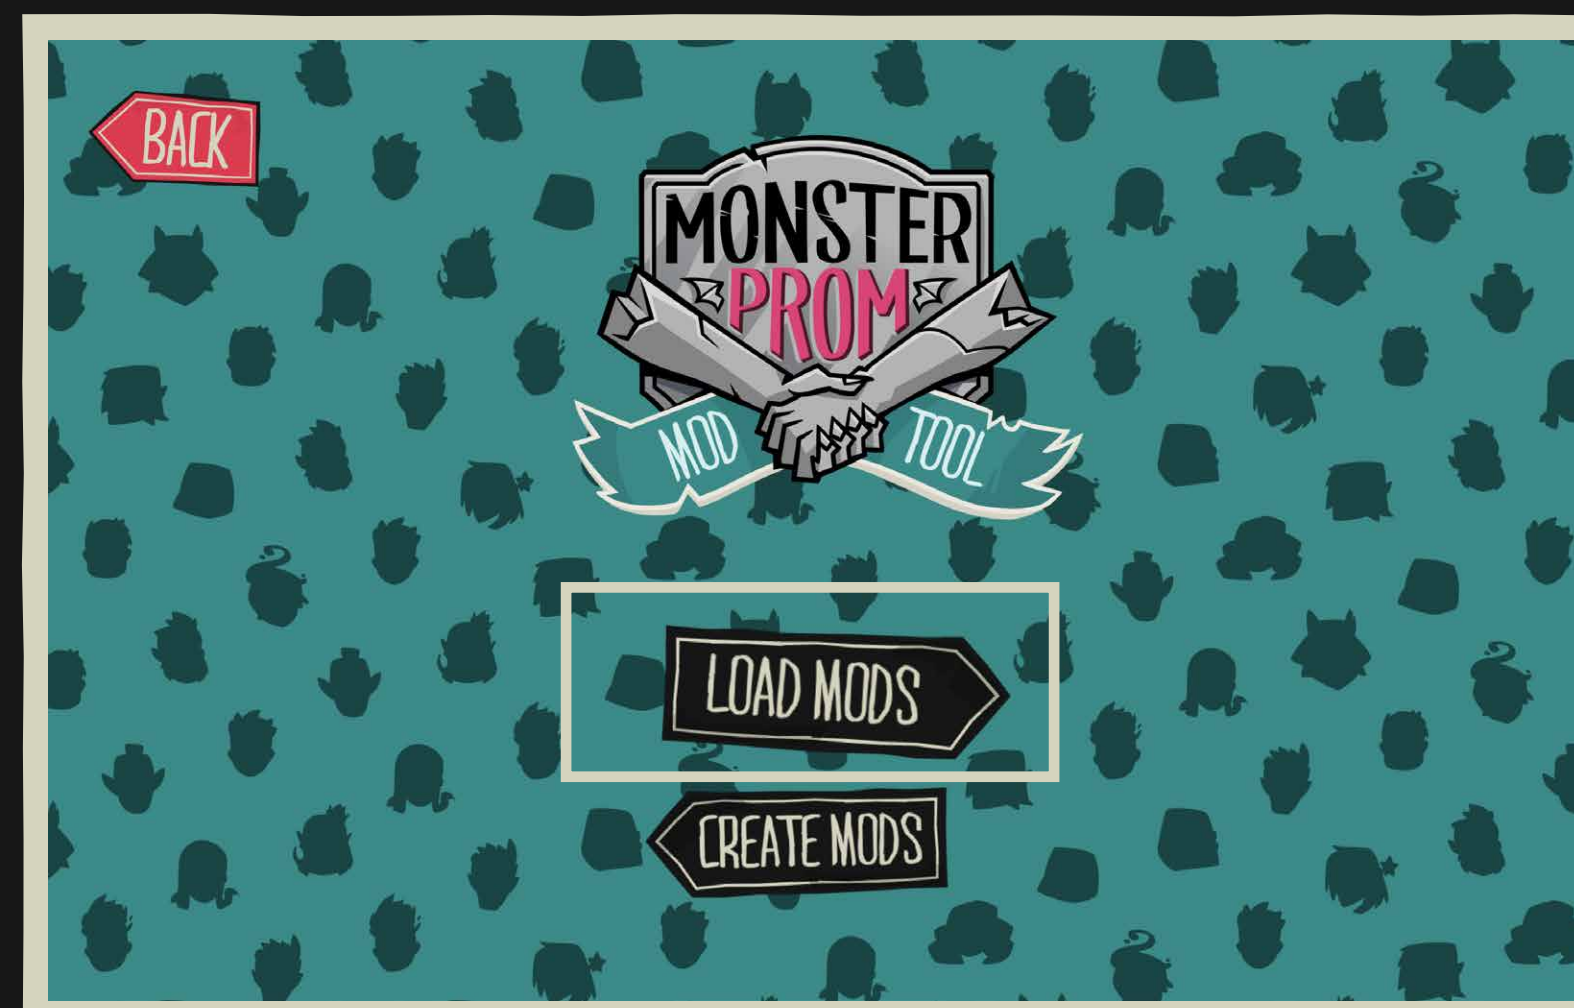 BACK
MONSTER
PROM
MOD TOOL
LOAD MODS
CREATE MODS